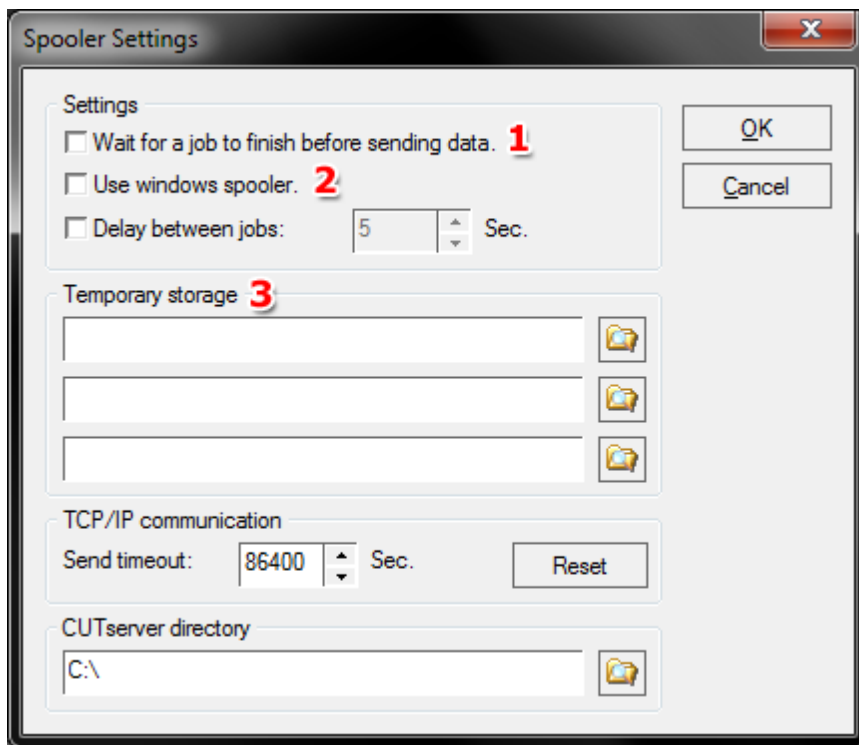 Spooler Settings
Settings
Wait for a job to finish before sending data. 1
OK
Use windows spooler. 2
Cancel
Delay between jobs: 5 Sec.
Temporary storage 3
TCP/IP communication
Send timeout: 86400 Sec. Reset
CUTserver directory
C:\